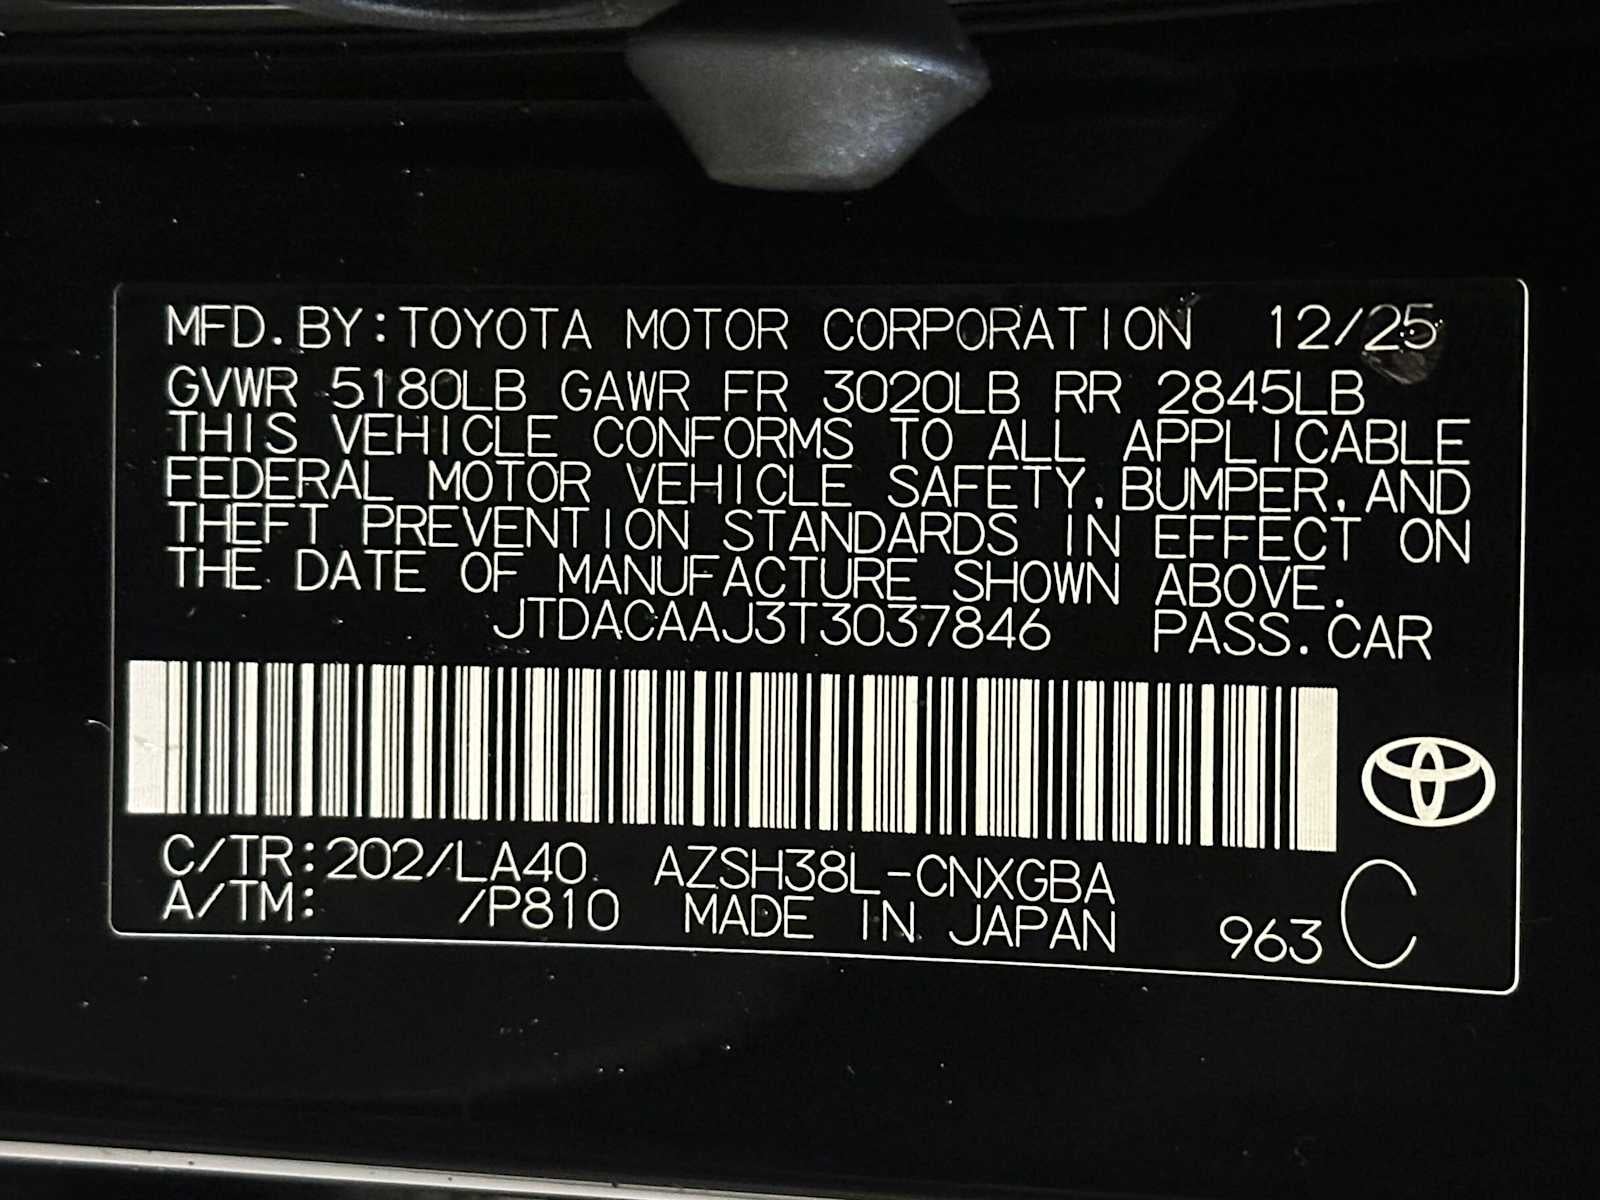 MFD.BY:TOYOTA MOTOR CORPORATION 12/25
GVWR 5180LB GAWR FR 3020LB RR 2845LB
THIS VEHICLE CONFORMS TO ALL APPLICABLE
FEDERAL MOTOR VEHICLE SAFETY,BUMPER,AND
THEFT PREVENTION STANDARDS IN EFFECT ON
THE DATE OF MANUFACTURE SHOWN ABOVE.
JTDACAAJ3T3037846 PASS.CAR
C/TR:202/LA40 AZSH38L-CNXGBA
A/TM: /P810 MADE IN JAPAN 963 C